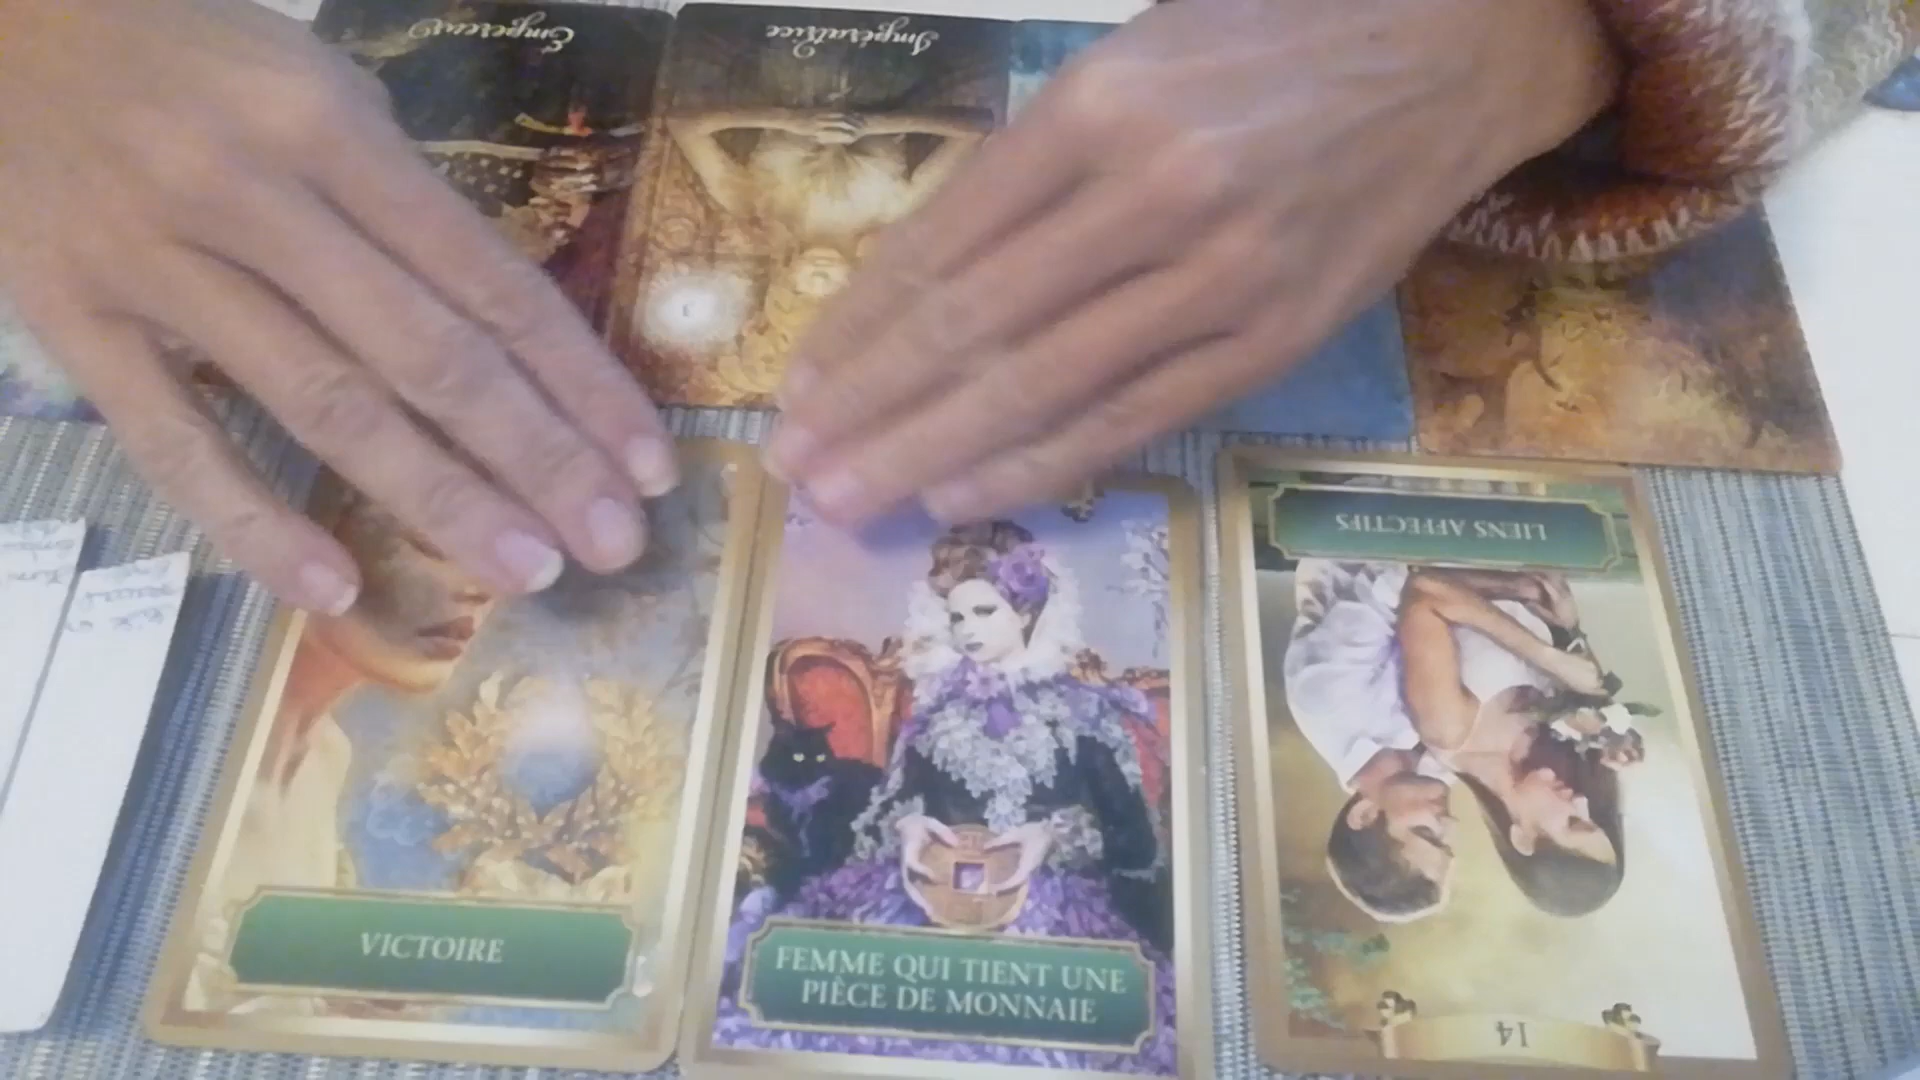 Empereur
Impératrice
LIENS AFFECTIFS
VICTOIRE
FEMME QUI TIENT UNE
PIÈCE DE MONNAIE
14